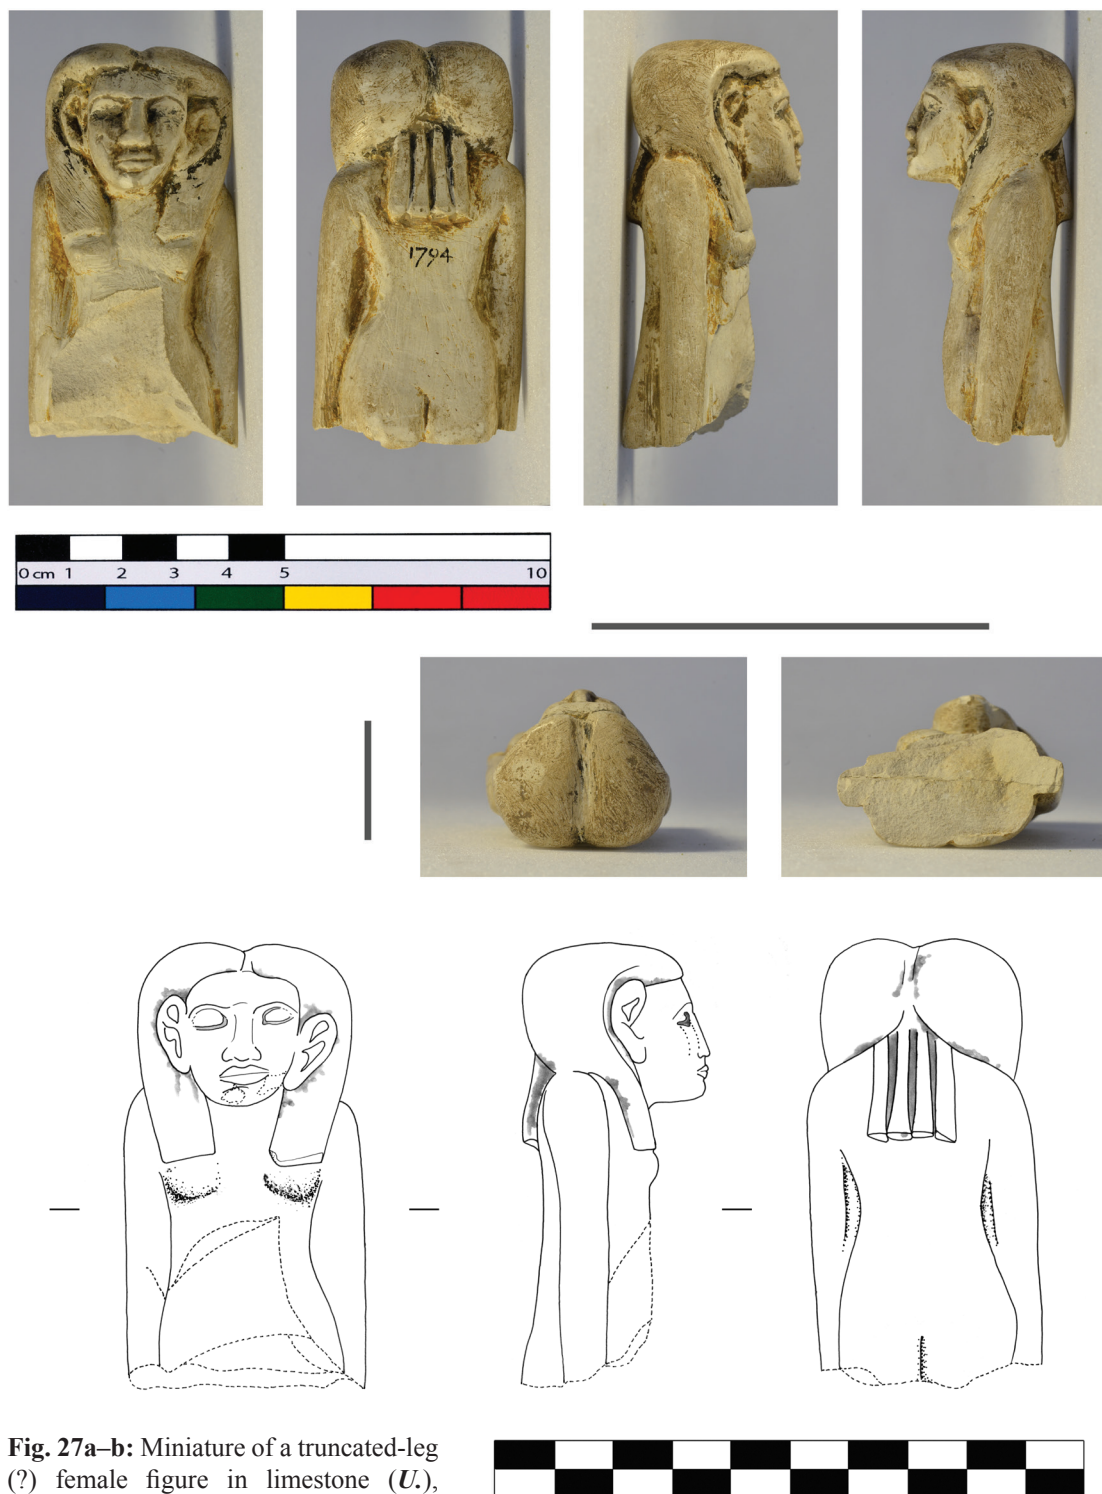 1794
0 cm 1 2 3 4 5 10
Fig. 27a–b: Miniature of a truncated-leg
(?) female figure in limestone (U.),